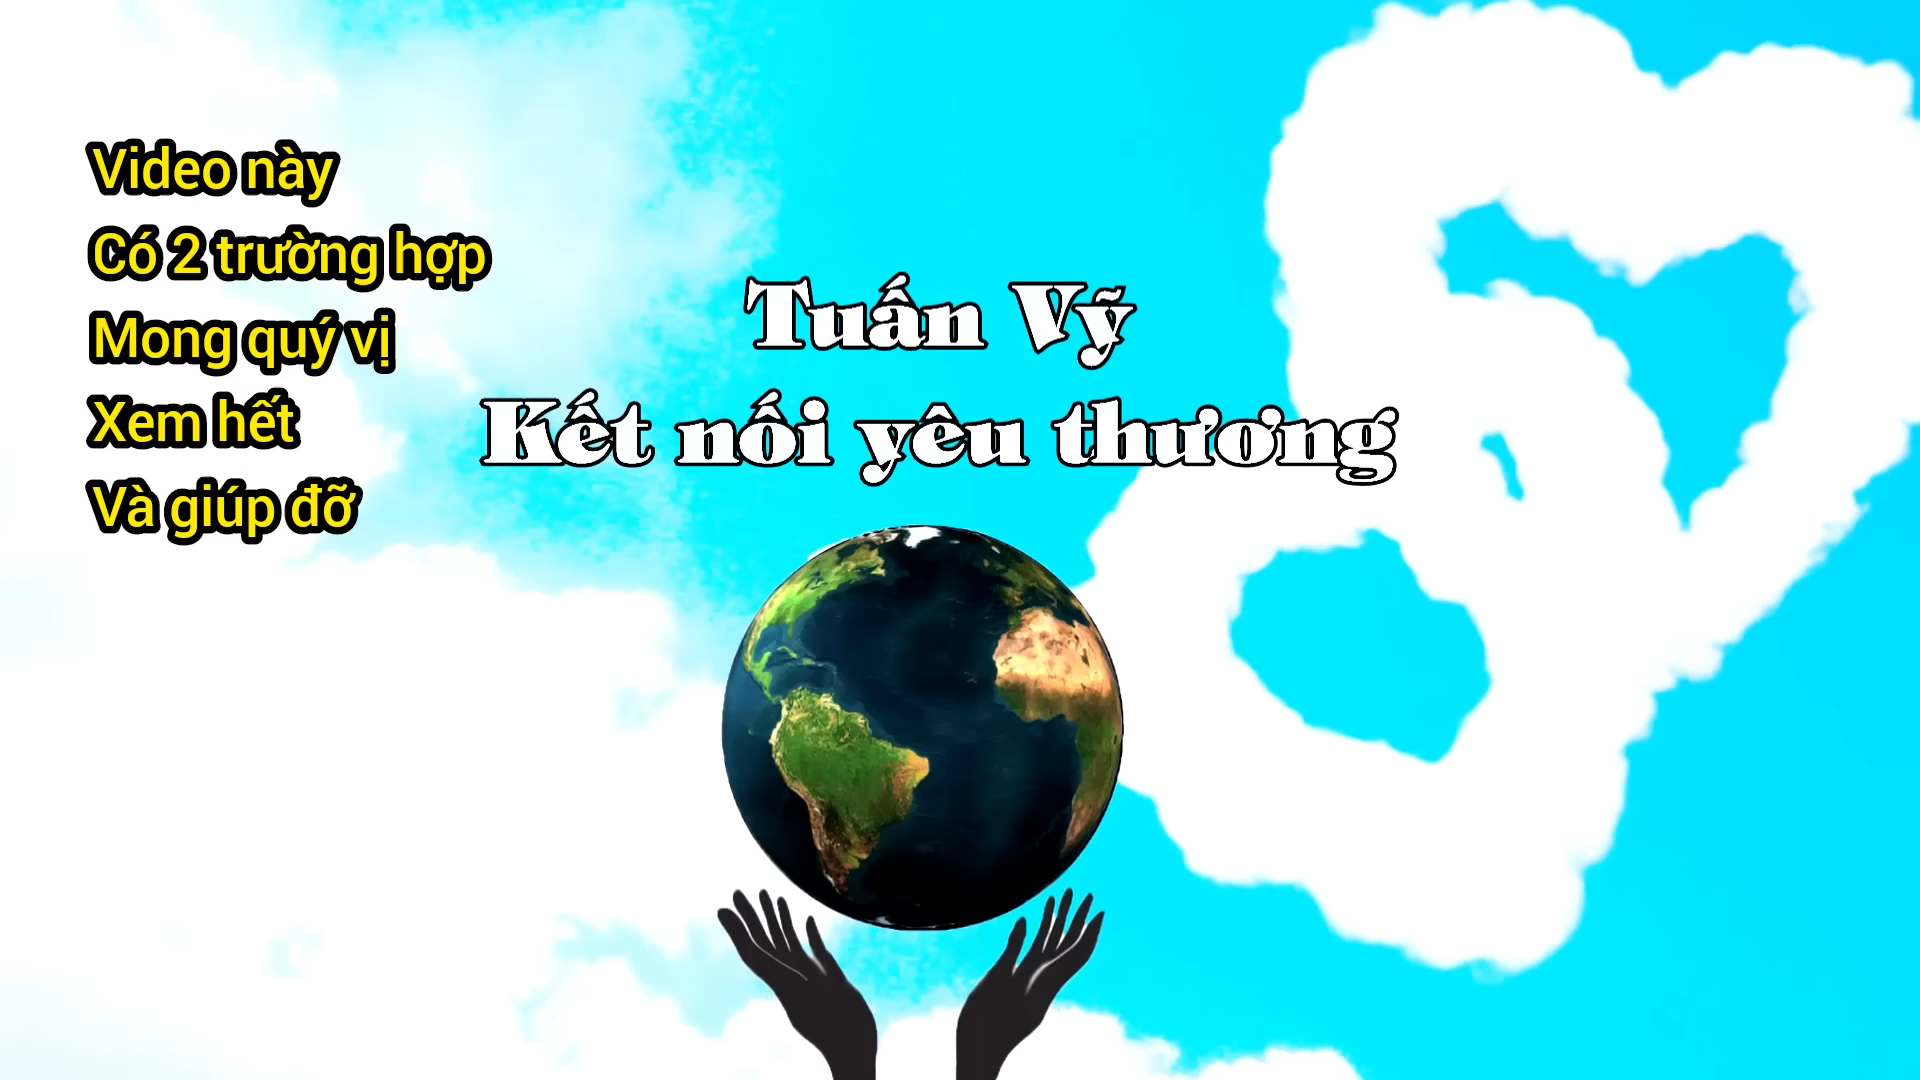 Video này
Có 2 trường hợp
Mong quý vị
Xem hết
Và giúp đỡ
Tuấn Vỹ
Kết nối yêu thương